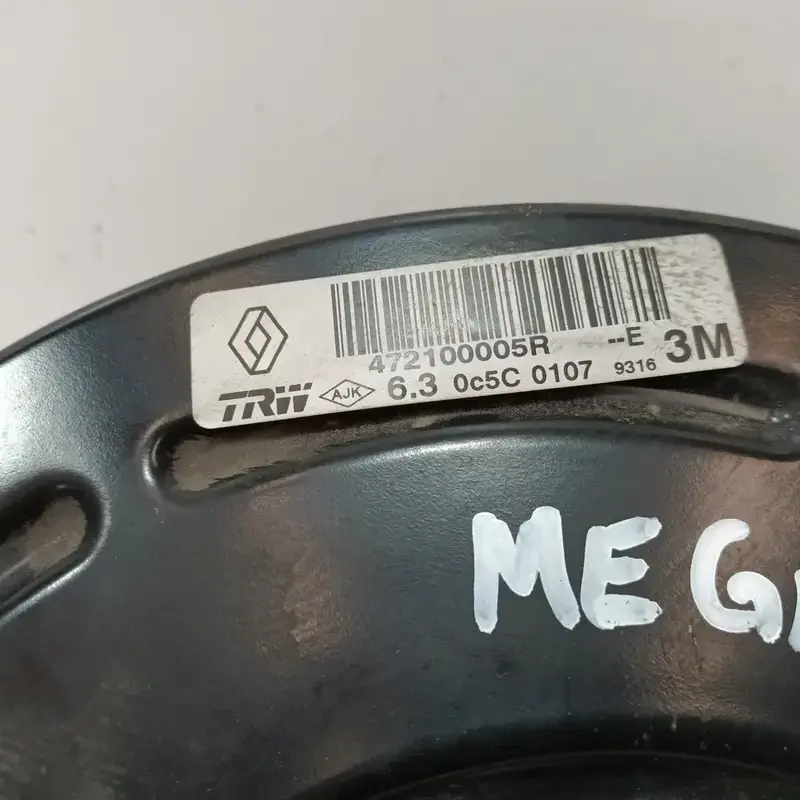 472100005R --E 3M
TRW AJK 6.3 0c5C 0107 9316
MEG